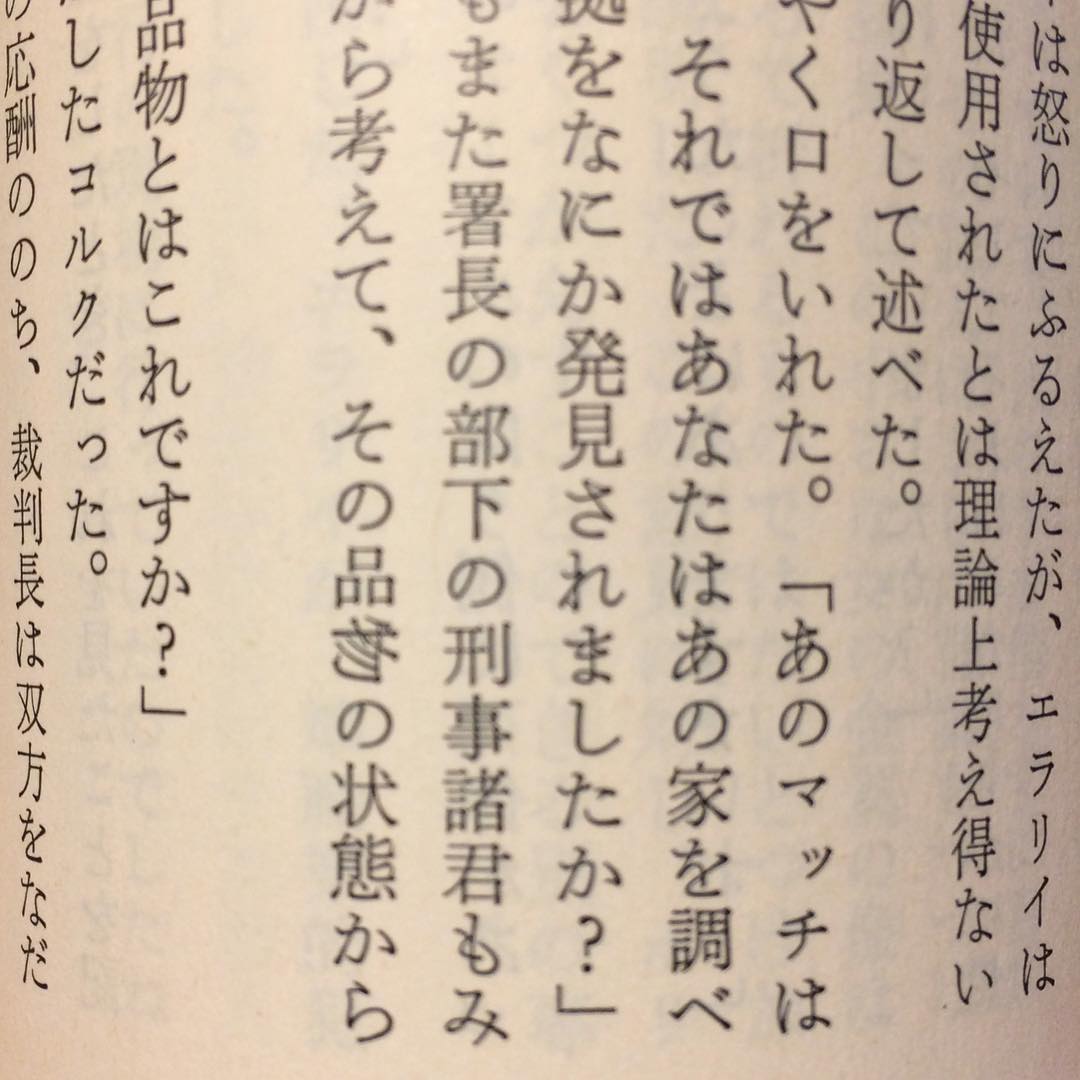 は怒りにふるえたが、エラリイは
使用されたとは理論上考え得ない
り返して述べた。
やく口をいれた。「あのマッチは
それではあなたはあの家を調べ
拠をなにか発見されましたか？」
もまた署長の部下の刑事諸君もみ
から考えて、その品の状態から
品物とはこれですか？」
したコルクだった。
の応酬ののち、裁判長は双方をなだ